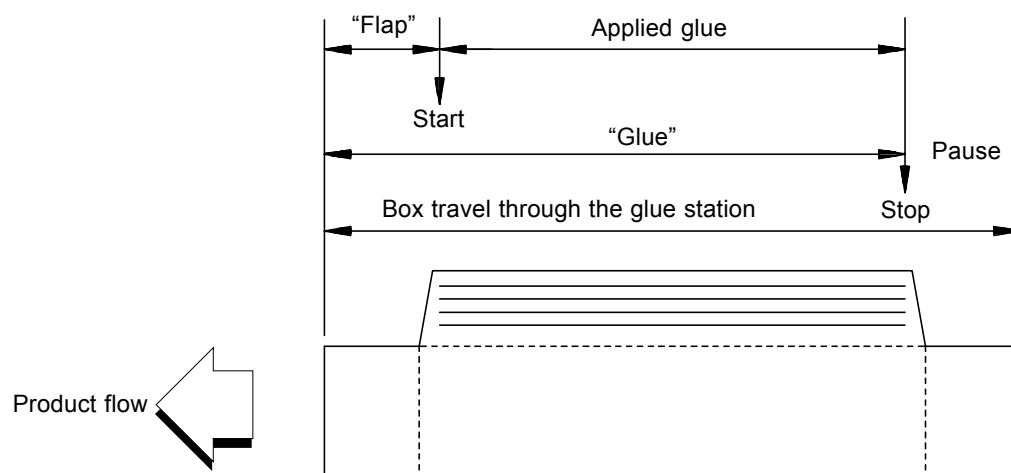 “Flap”
Applied glue
Start
“Glue”
Pause
Box travel through the glue station
Stop
Product flow